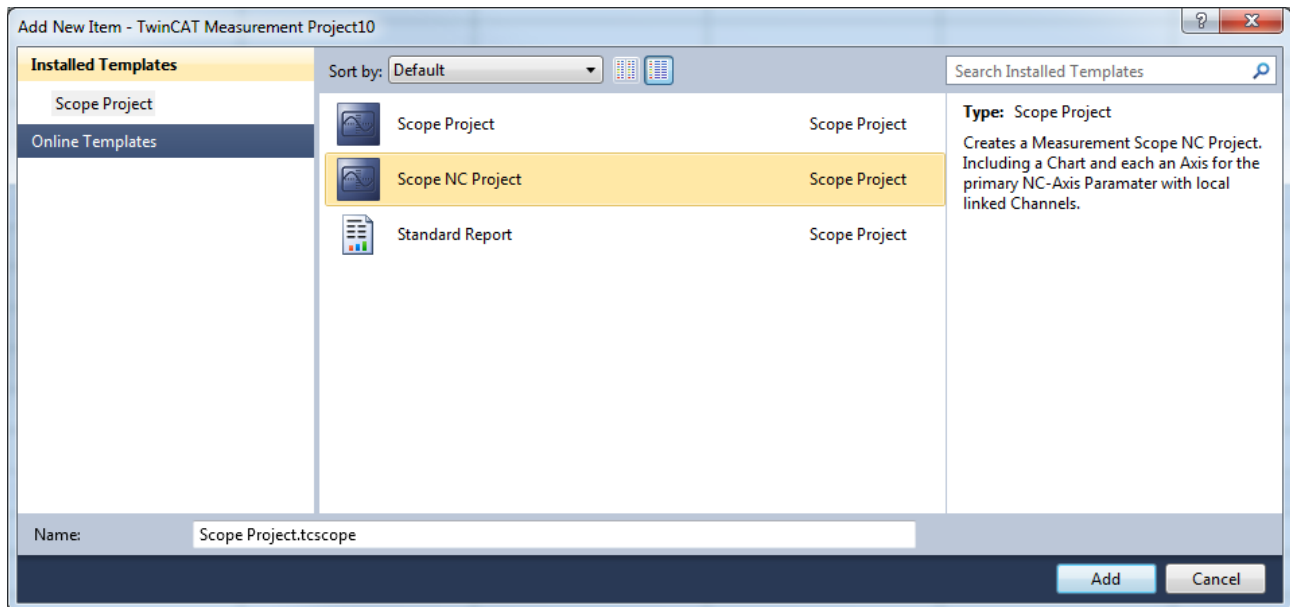 Add New Item - TwinCAT Measurement Project10
Installed Templates
Scope Project
Online Templates
Sort by: Default
Scope Project Scope Project
Scope NC Project Scope Project
Standard Report Scope Project
Search Installed Templates
Type: Scope Project
Creates a Measurement Scope NC Project.
Including a Chart and each an Axis for the
primary NC-Axis Paramater with local
linked Channels.
Name: Scope Project.tcscope
Add Cancel